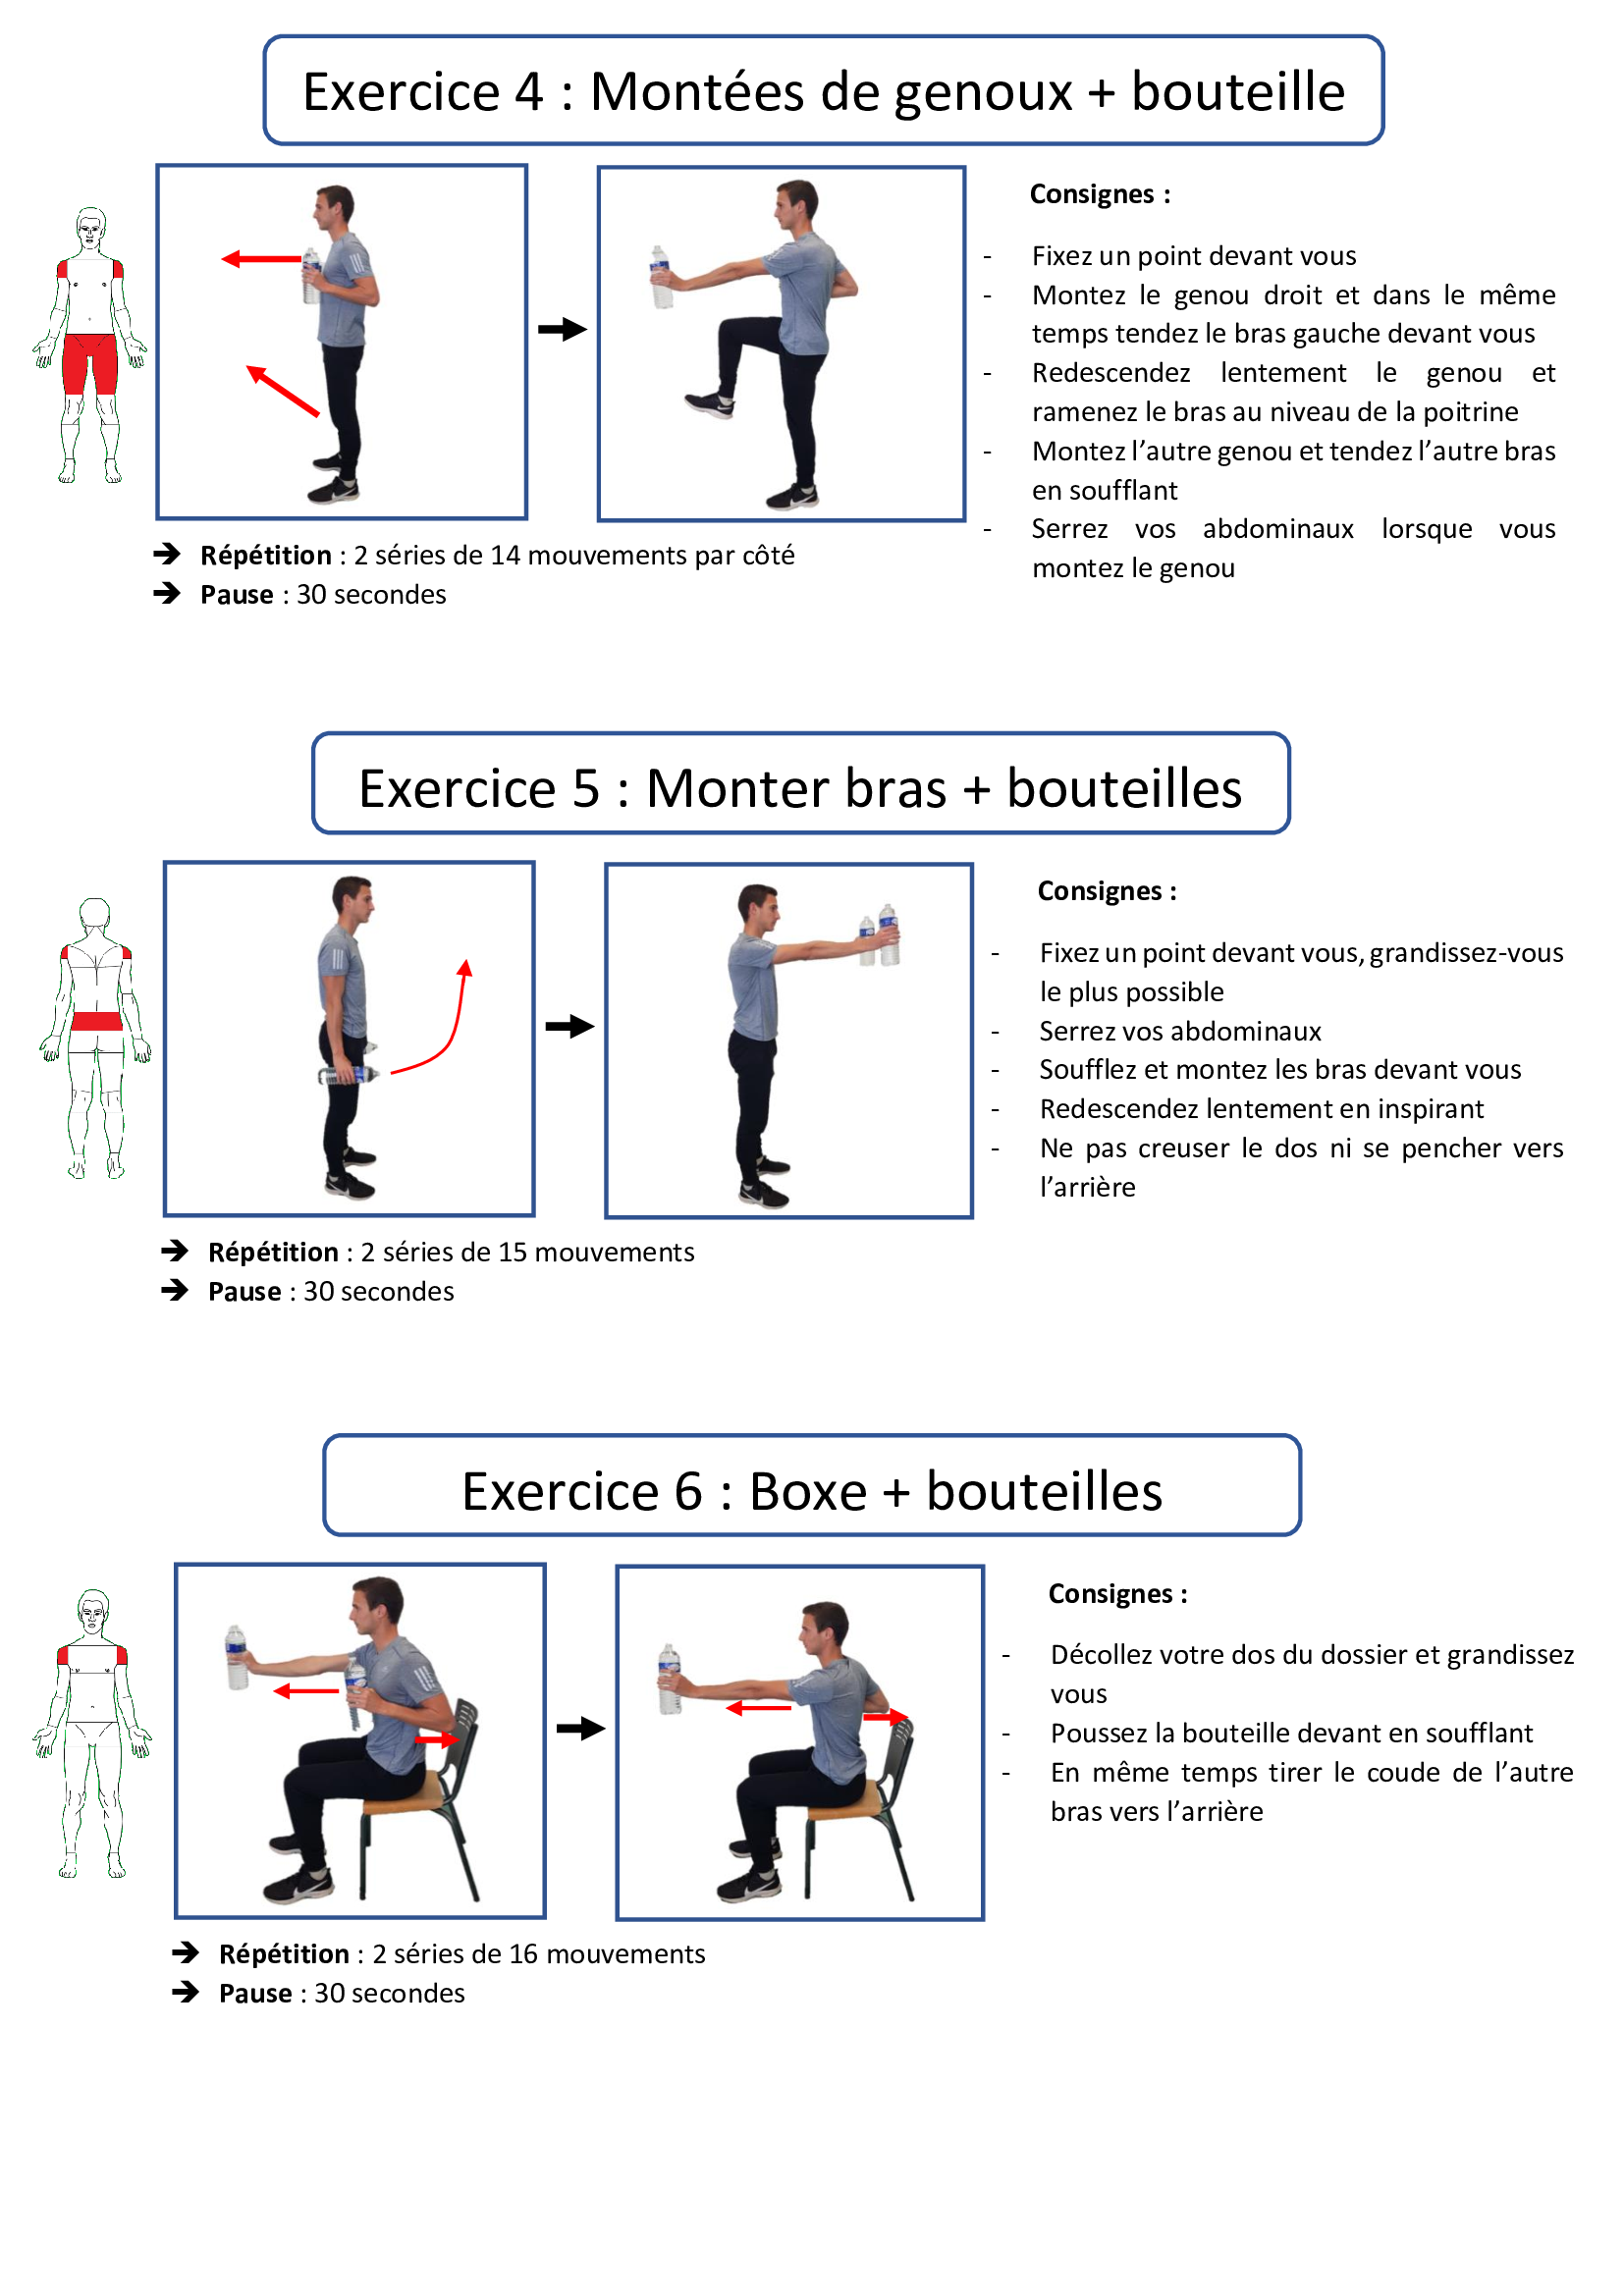 Exercice 4 : Montées de genoux + bouteille
Consignes :
- Fixez un point devant vous
- Montez le genou droit et dans le même
temps tendez le bras gauche devant vous
- Redescendez lentement le genou et
ramenez le bras au niveau de la poitrine
- Montez l’autre genou et tendez l’autre bras
en soufflant
- Serrez vos abdominaux lorsque vous
montez le genou
➔ Répétition : 2 séries de 14 mouvements par côté
➔ Pause : 30 secondes
Exercice 5 : Monter bras + bouteilles
Consignes :
- Fixez un point devant vous, grandissez-vous
le plus possible
- Serrez vos abdominaux
- Soufflez et montez les bras devant vous
- Redescendez lentement en inspirant
- Ne pas creuser le dos ni se pencher vers
l’arrière
➔ Répétition : 2 séries de 15 mouvements
➔ Pause : 30 secondes
Exercice 6 : Boxe + bouteilles
Consignes :
- Décollez votre dos du dossier et grandissez
vous
- Poussez la bouteille devant en soufflant
- En même temps tirer le coude de l’autre
bras vers l’arrière
➔ Répétition : 2 séries de 16 mouvements
➔ Pause : 30 secondes